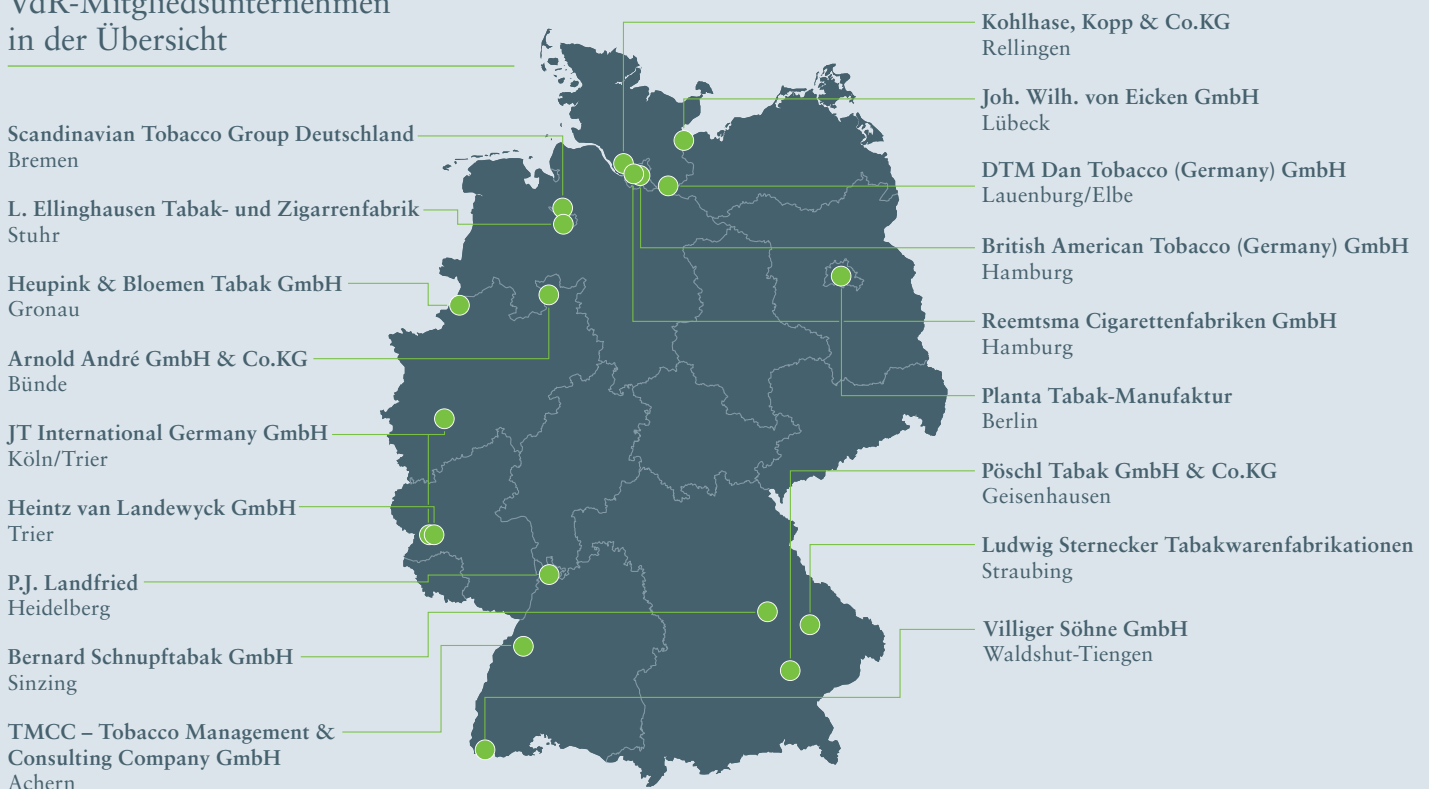 VdR-Mitgliedsunternehmen
in der Übersicht
Scandinavian Tobacco Group Deutschland
Bremen
L. Ellinghausen Tabak- und Zigarrenfabrik
Stuhr
Heupink & Bloemen Tabak GmbH
Gronau
Arnold André GmbH & Co.KG
Bünde
JT International Germany GmbH
Köln/Trier
Heintz van Landewyck GmbH
Trier
P.J. Landfried
Heidelberg
Bernard Schnupftabak GmbH
Sinzing
TMCC – Tobacco Management &
Consulting Company GmbH
Achern
Kohlhase, Kopp & Co.KG
Rellingen
Joh. Wilh. von Eicken GmbH
Lübeck
DTM Dan Tobacco (Germany) GmbH
Lauenburg/Elbe
British American Tobacco (Germany) GmbH
Hamburg
Reemtsma Cigarettenfabriken GmbH
Hamburg
Planta Tabak-Manufaktur
Berlin
Pöschl Tabak GmbH & Co.KG
Geisenhausen
Ludwig Sternecker Tabakwarenfabrikationen
Straubing
Villiger Söhne GmbH
Waldshut-Tiengen